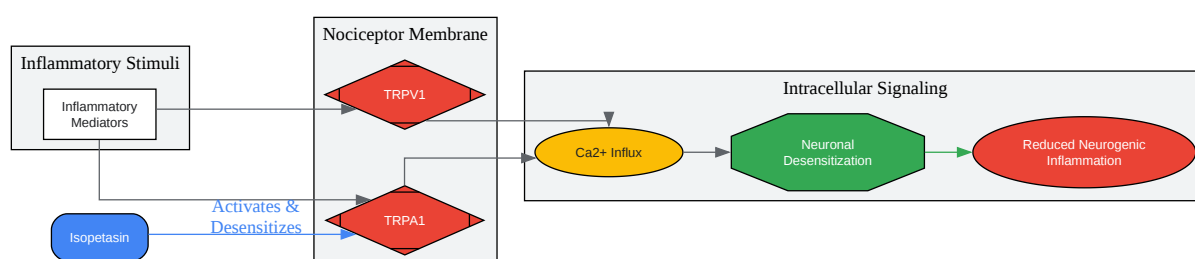 Nociceptor Membrane
Inflammatory Stimuli
Inflammatory
Mediators
TRPV1
Intracellular Signaling
Ca2+ Influx
Neuronal
Desensitization
Reduced Neurogenic
Inflammation
Activates &
Desensitizes
TRPA1
Isopetasin